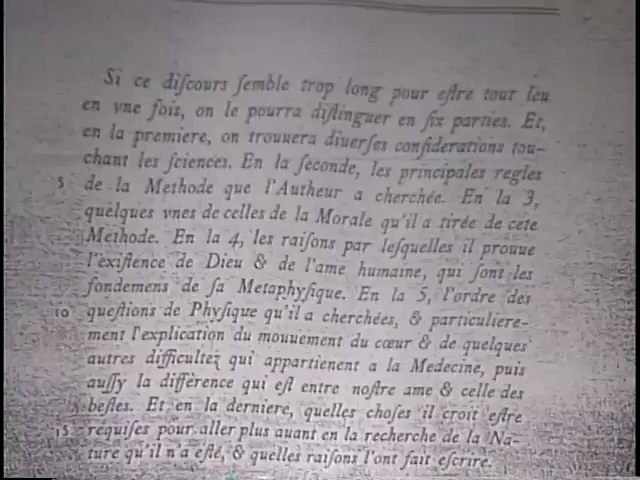 Si ce diſcours ſemble trop long pour eſtre tout leu
en vne fois, on le pourra diſtinguer en ſix parties. Et,
en la premiere, on trouuera diuerſes conſiderations tou-
chant les ſciences. En la ſeconde, les principales regles
5 de la Methode que l'Autheur a cherchée. En la 3,
quelques vnes de celles de la Morale qu'il a tirée de cete
Methode. En la 4, les raiſons par leſquelles il prouue
l'exiſtence de Dieu & de l'ame humaine, qui ſont les
fondemens de ſa Metaphyſique. En la 5, l'ordre des
10 queſtions de Phyſique qu'il a cherchées, & particuliere-
ment l'explication du mouuement du cœur & de quelques
autres difficultez qui appartienent a la Medecine, puis
auſſy la différence qui eſt entre noſtre ame & celle des
beſtes. Et en la derniere, quelles choſes il croit eſtre
15 requiſes pour aller plus auant en la recherche de la Na-
ture qu'il n'a eſté, & quelles raiſons l'ont fait eſcrire.